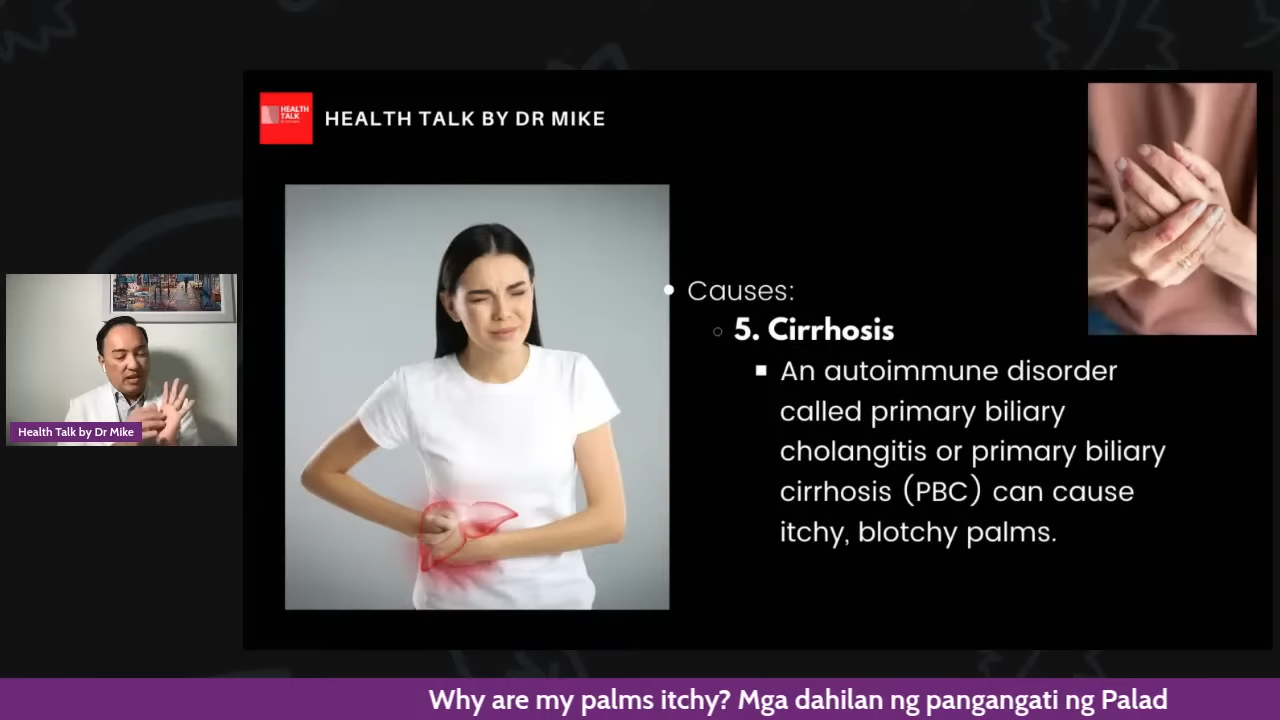 HEALTH
TALK
HEALTH TALK BY DR MIKE
Causes:
5. Cirrhosis
An autoimmune disorder
called primary biliary
cholangitis or primary biliary
cirrhosis (PBC) can cause
itchy, blotchy palms.
Health Talk by Dr Mike
Why are my palms itchy? Mga dahilan ng pangangati ng Palad